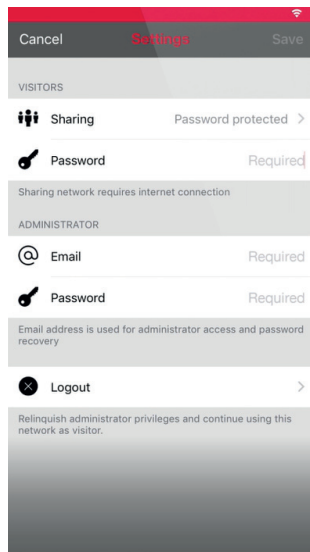 Cancel Settings Save
VISITORS
Sharing Password protected >
Password Required
Sharing network requires internet connection
ADMINISTRATOR
Email Required
Password Required
Email address is used for administrator access and password
recovery
Logout >
Relinquish administrator privileges and continue using this
network as visitor.